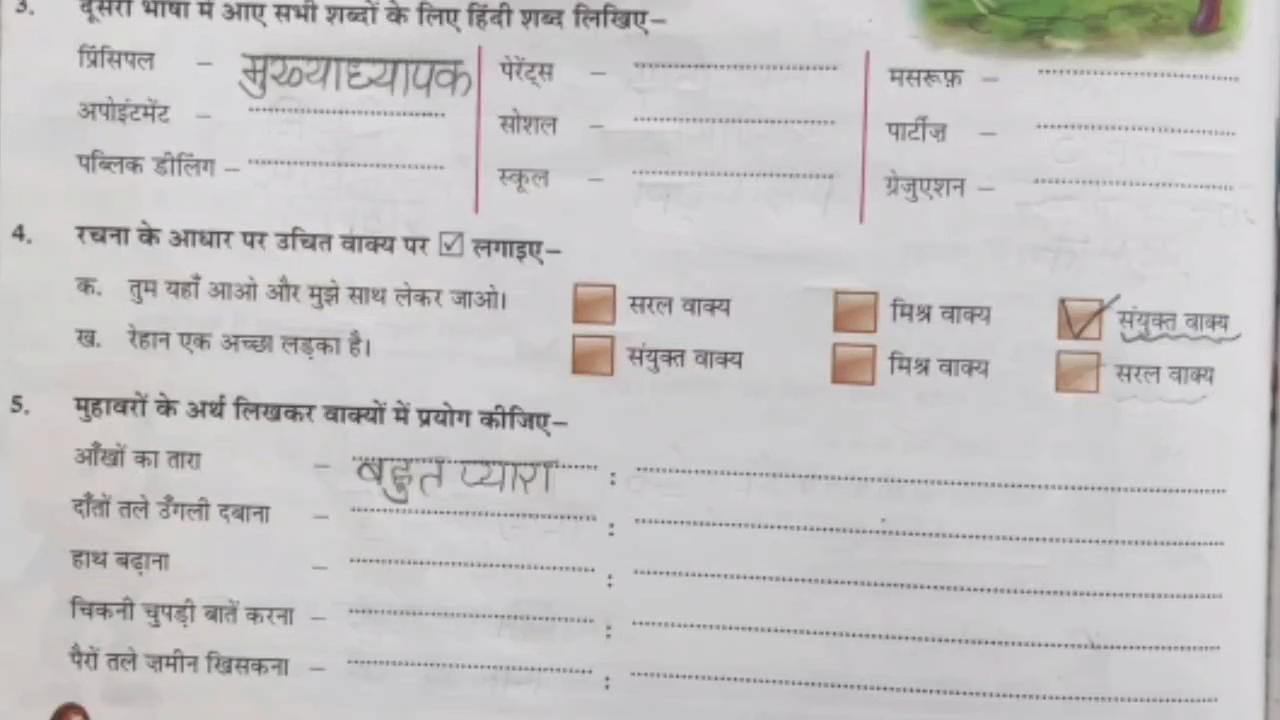 3. दूसरी भाषा में आए सभी शब्दों के लिए हिंदी शब्द लिखिए–
प्रिंसिपल – मुख्याध्यापक
अपोइंटमेंट –
पब्लिक डीलिंग –
पेरेंट्स –
सोशल –
स्कूल –
मसरूफ़ –
पार्टीज़ –
ग्रेजुएशन –
4. रचना के आधार पर उचित वाक्य पर ☑ लगाइए–
क. तुम यहाँ आओ और मुझे साथ लेकर जाओ। सरल वाक्य मिश्र वाक्य संयुक्त वाक्य
ख. रेहान एक अच्छा लड़का है। संयुक्त वाक्य मिश्र वाक्य सरल वाक्य
5. मुहावरों के अर्थ लिखकर वाक्यों में प्रयोग कीजिए–
आँखों का तारा – बहुत प्यारा :
दाँतों तले उँगली दबाना – :
हाथ बढ़ाना – :
चिकनी चुपड़ी बातें करना – :
पैरों तले ज़मीन खिसकना – :